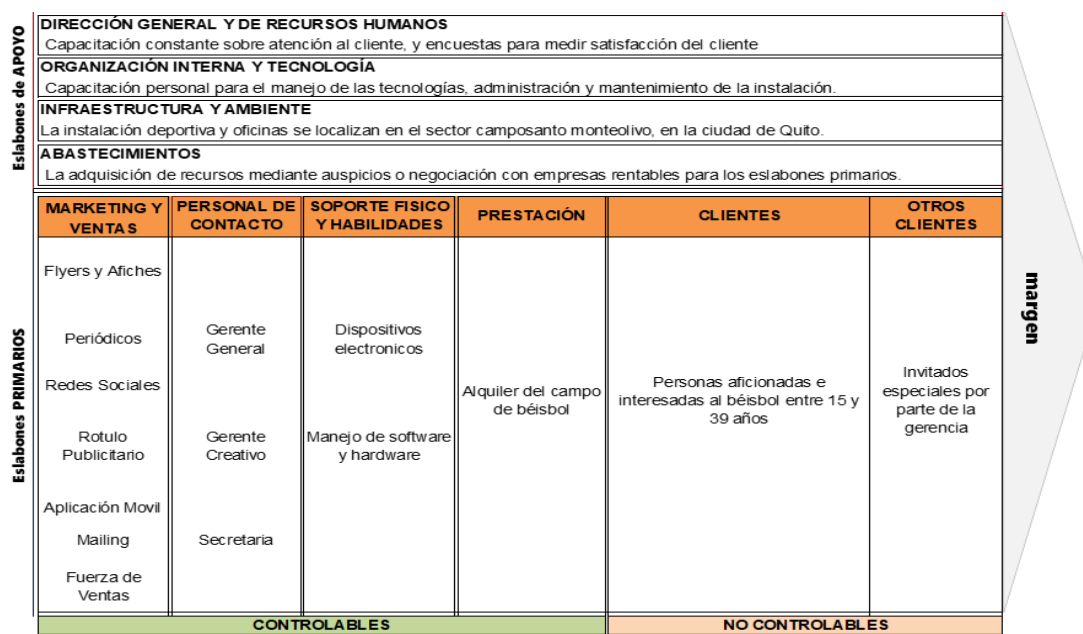 Eslabones de APOYO
DIRECCIÓN GENERAL Y DE RECURSOS HUMANOS
Capacitación constante sobre atención al cliente, y encuestas para medir satisfacción del cliente
ORGANIZACIÓN INTERNA Y TECNOLOGÍA
Capacitación personal para el manejo de las tecnologías, administración y mantenimiento de la instalación.
INFRAESTRUCTURA Y AMBIENTE
La instalación deportiva y oficinas se localizan en el sector camposanto monteolivo, en la ciudad de Quito.
ABASTECIMIENTOS
La adquisición de recursos mediante auspicios o negociación con empresas rentables para los eslabones primarios.
Eslabones PRIMARIOS
MARKETING Y
VENTAS
PERSONAL DE
CONTACTO
SOPORTE FISICO
Y HABILIDADES
PRESTACIÓN
CLIENTES
OTROS
CLIENTES
Flyers y Afiches
Periódicos
Redes Sociales
Rotulo
Publicitario
Aplicación Movil
Mailing
Fuerza de
Ventas
Gerente
General
Gerente
Creativo
Secretaria
Dispositivos
electronicos
Manejo de software
y hardware
Alquiler del campo
de béisbol
Personas aficionadas e
interesadas al béisbol entre 15 y
39 años
Invitados
especiales por
parte de la
gerencia
margen
CONTROLABLES
NO CONTROLABLES